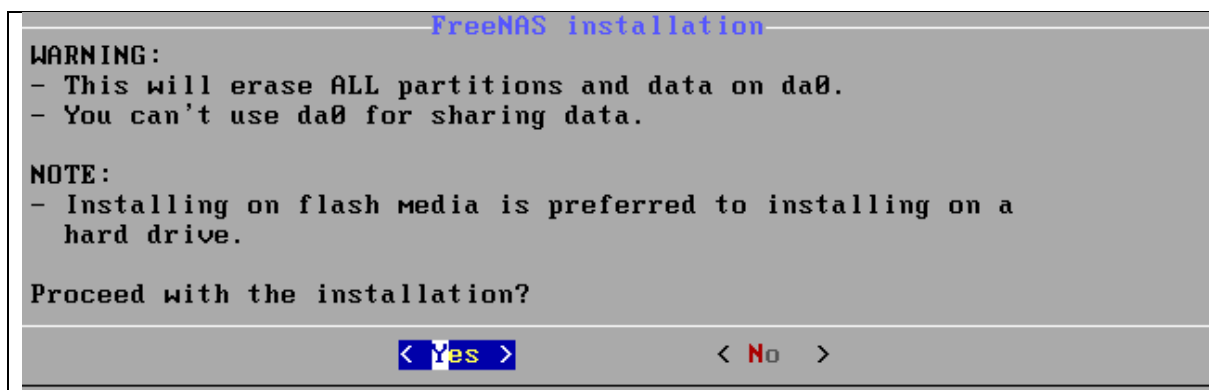 FreeNAS installation
WARNING:
- This will erase ALL partitions and data on da0.
- You can't use da0 for sharing data.
NOTE:
- Installing on flash media is preferred to installing on a
hard drive.
Proceed with the installation?
< Yes > < No >